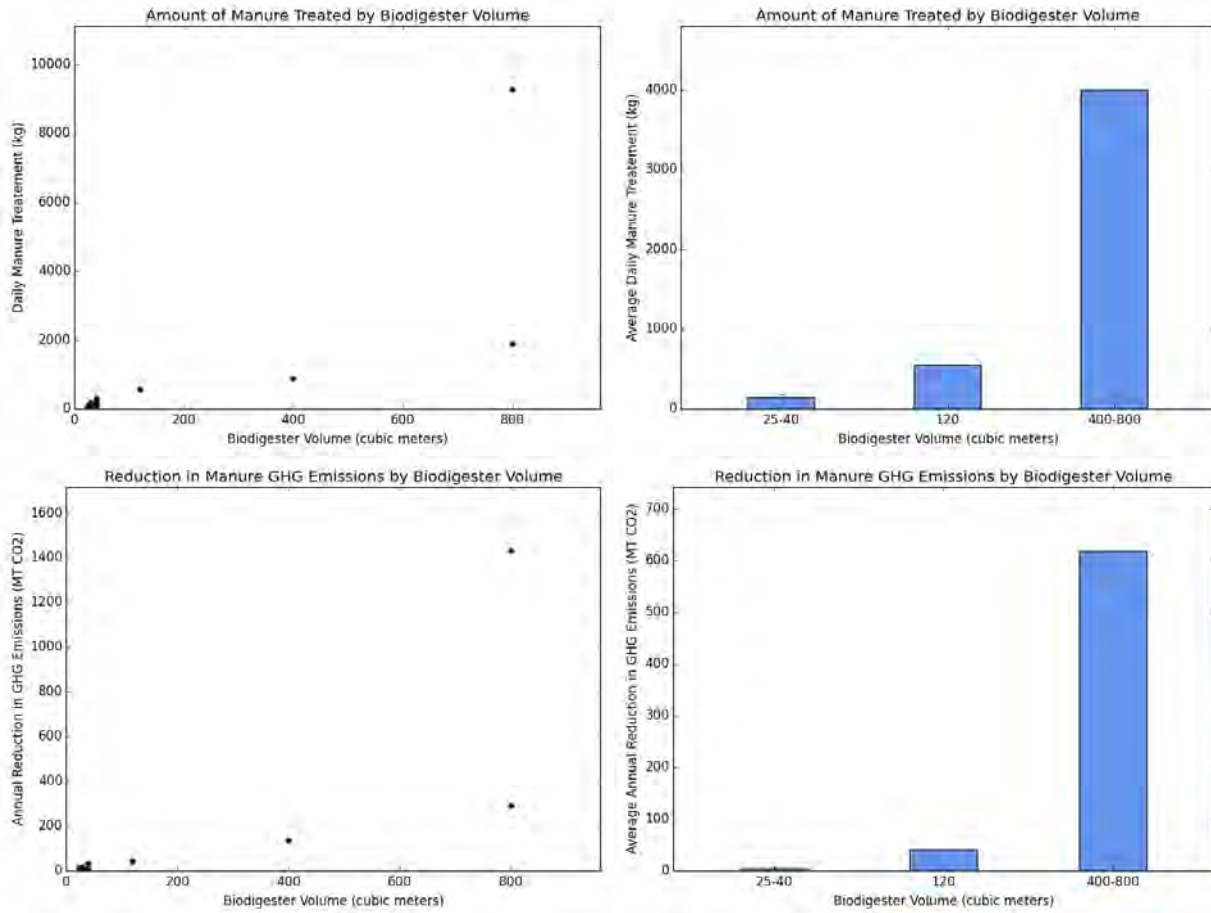 Amount of Manure Treated by Biodigester Volume
Daily Manure Treatement (kg)
10000
8000
6000
4000
2000
0
0 200 400 600 800
Biodigester Volume (cubic meters)
Amount of Manure Treated by Biodigester Volume
Average Daily Manure Treatement (kg)
4000
3000
2000
1000
0
25-40 120 400-800
Biodigester Volume (cubic meters)
Reduction in Manure GHG Emissions by Biodigester Volume
Annual Reduction in GHG Emissions (MT CO2)
1600
1400
1200
1000
800
600
400
200
0
0 200 400 600 800
Biodigester Volume (cubic meters)
Reduction in Manure GHG Emissions by Biodigester Volume
Average Annual Reduction in GHG Emissions (MT CO2)
700
600
500
400
300
200
100
0
25-40 120 400-800
Biodigester Volume (cubic meters)